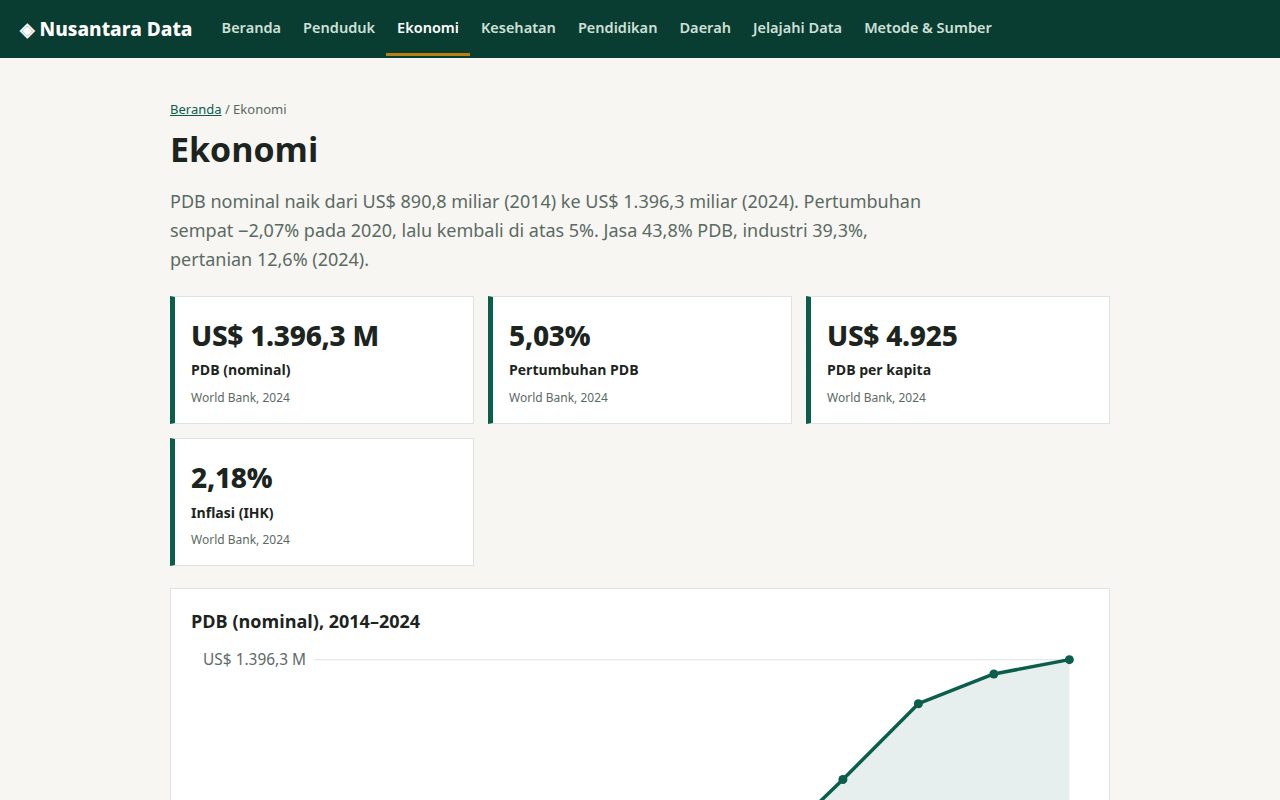 ◈ Nusantara Data Beranda Penduduk Ekonomi Kesehatan Pendidikan Daerah Jelajahi Data Metode & Sumber
Beranda / Ekonomi
Ekonomi
PDB nominal naik dari US$ 890,8 miliar (2014) ke US$ 1.396,3 miliar (2024). Pertumbuhan
sempat −2,07% pada 2020, lalu kembali di atas 5%. Jasa 43,8% PDB, industri 39,3%,
pertanian 12,6% (2024).
US$ 1.396,3 M
PDB (nominal)
World Bank, 2024
5,03%
Pertumbuhan PDB
World Bank, 2024
US$ 4.925
PDB per kapita
World Bank, 2024
2,18%
Inflasi (IHK)
World Bank, 2024
PDB (nominal), 2014–2024
US$ 1.396,3 M